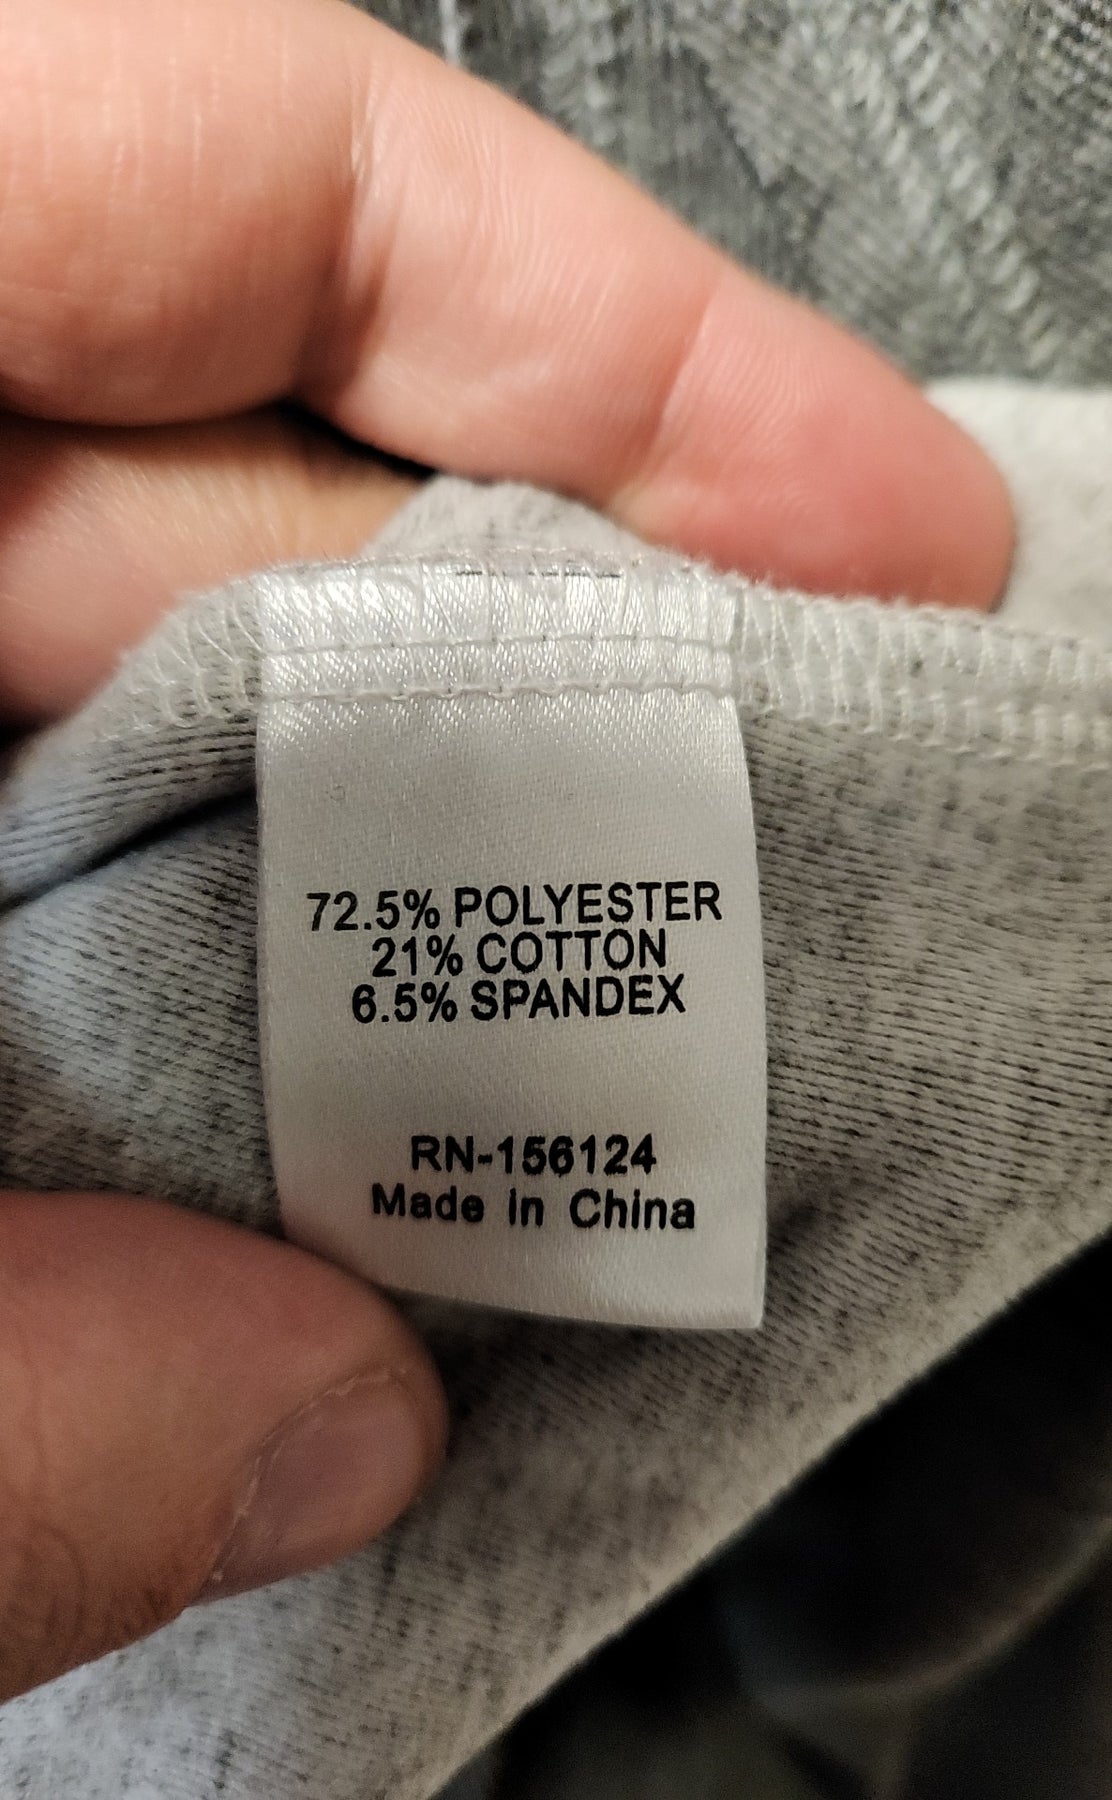 72.5% POLYESTER
21% COTTON
6.5% SPANDEX
RN-156124
Made in China